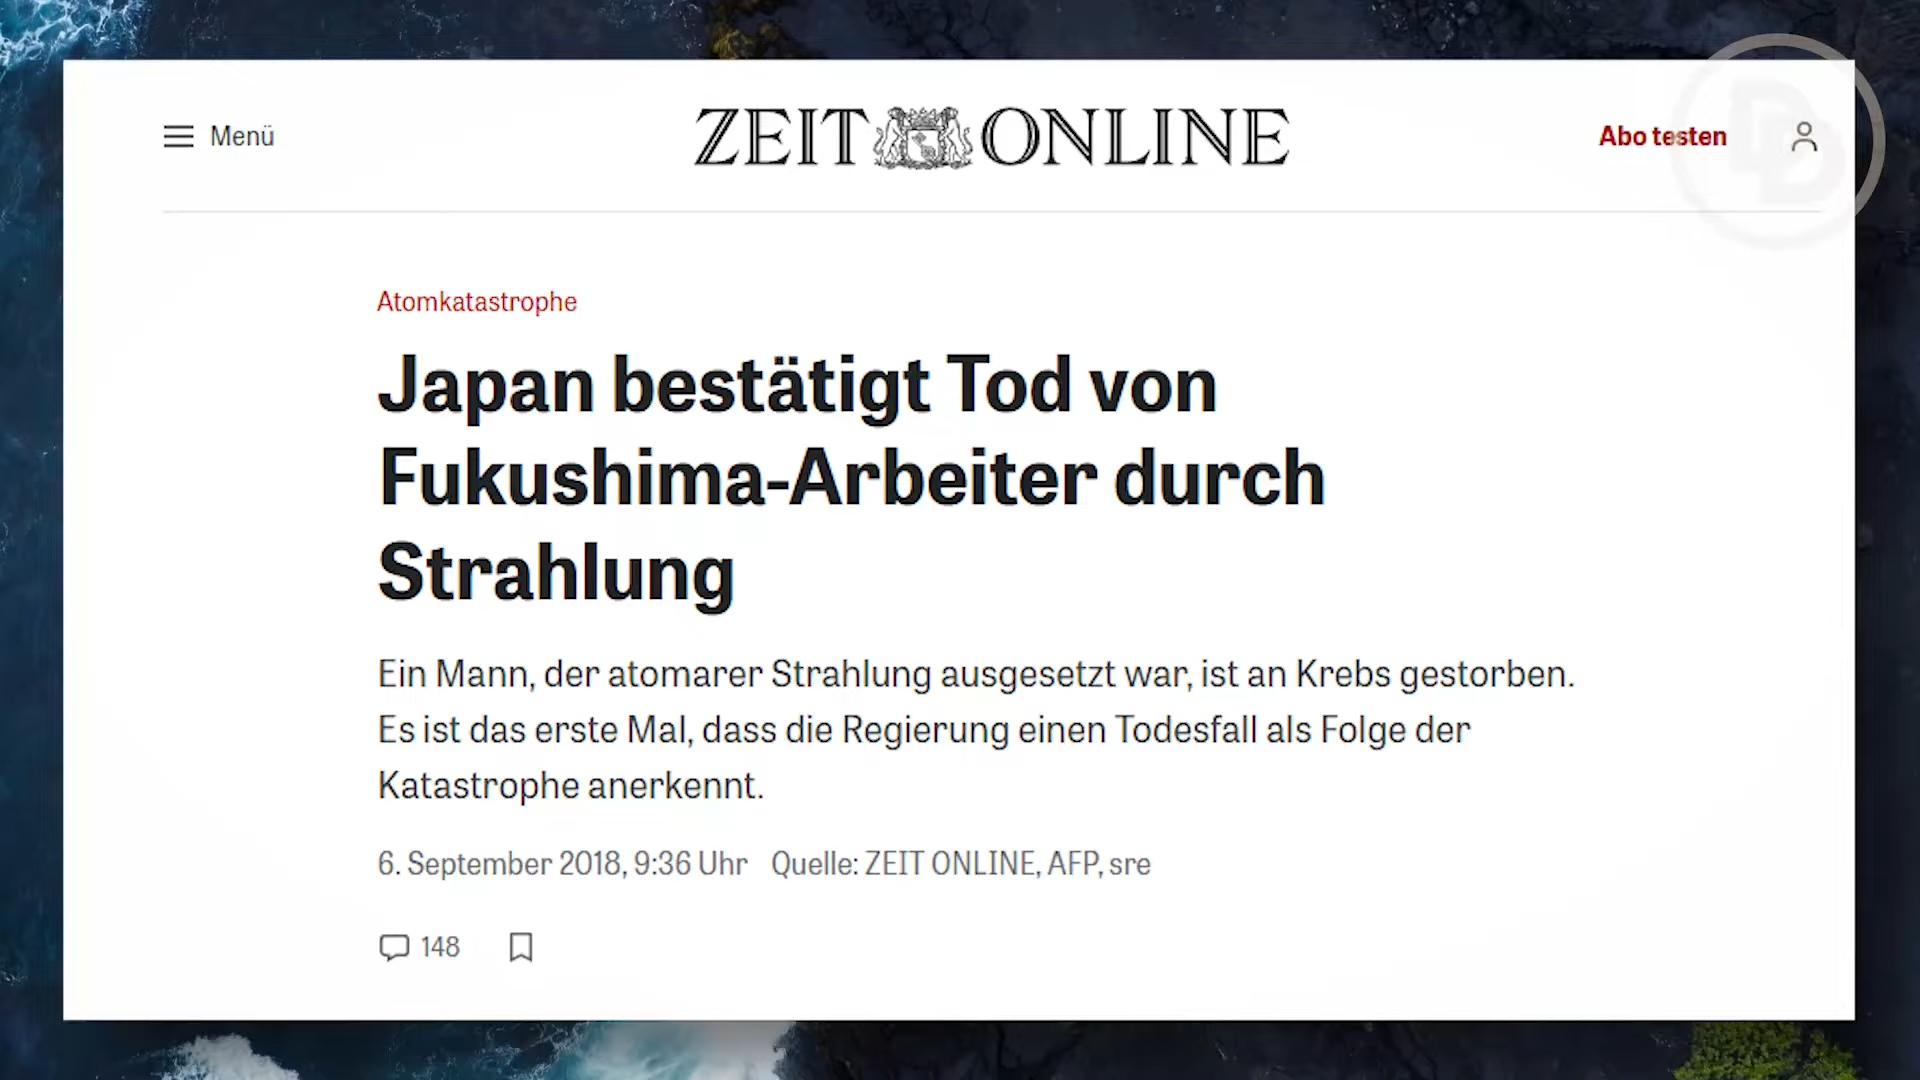 Menü
ZEIT ONLINE
Abo testen
Atomkatastrophe
Japan bestätigt Tod von
Fukushima-Arbeiter durch
Strahlung
Ein Mann, der atomarer Strahlung ausgesetzt war, ist an Krebs gestorben.
Es ist das erste Mal, dass die Regierung einen Todesfall als Folge der
Katastrophe anerkennt.
6. September 2018, 9:36 Uhr Quelle: ZEIT ONLINE, AFP, sre
148